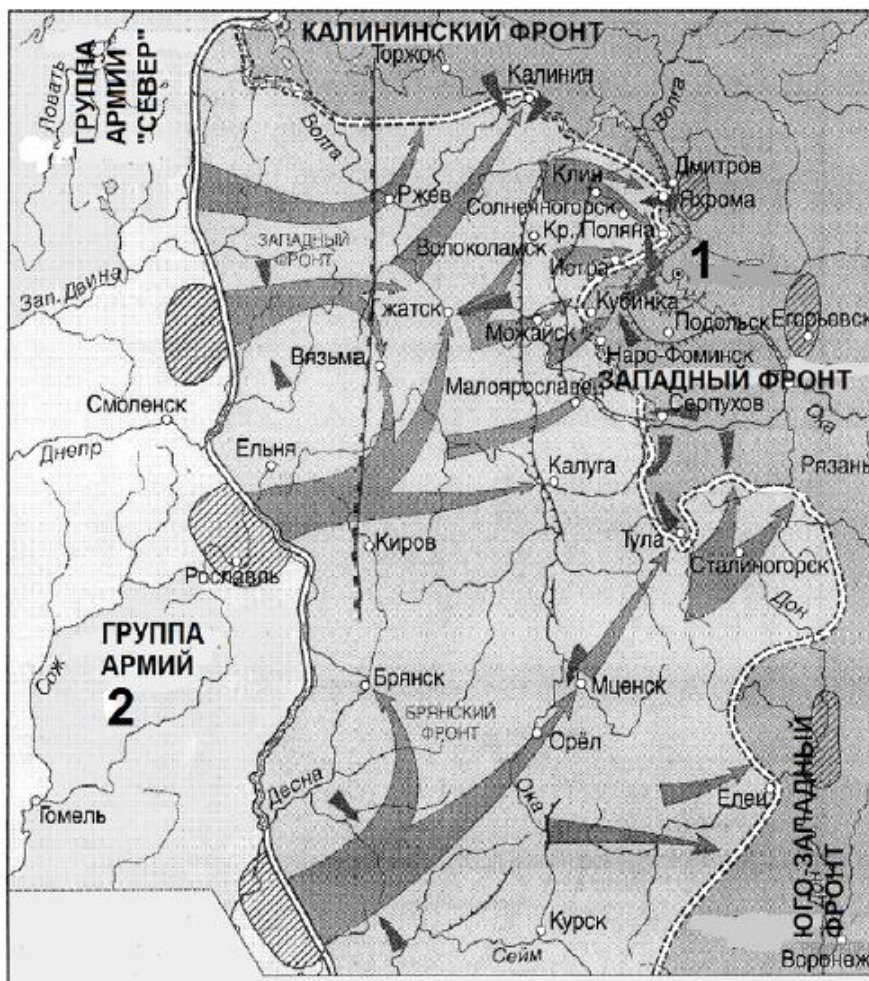 КАЛИНИНСКИЙ ФРОНТ
Торжок
ГРУППА
АРМИЙ
"СЕВЕР"
Ловать
Калинин
Волга
Волга
Дмитров
Клин
Яхрома
Ржев
Солнечногорск
ЗАПАДНЫЙ
ФРОНТ
Волоколамск
Кр. Поляна
1
Истра
Зап. Двина
Гжатск
Кубинка
Можайск
Подольск
Егорьевск
Наро-Фоминск
Вязьма
Малоярославец
ЗАПАДНЫЙ ФРОНТ
Смоленск
Серпухов
Ока
Днепр
Ельня
Калуга
Рязань
Киров
Тула
Рославль
Сталиногорск
Дон
ГРУППА
АРМИЙ
2
Сож
Брянск
Мценск
БРЯНСКИЙ
ФРОНТ
Орёл
Десна
Ока
Гомель
Елец
ЮГО-ЗАПАДНЫЙ
ФРОНТ
Дон
Курск
Сейм
Воронеж